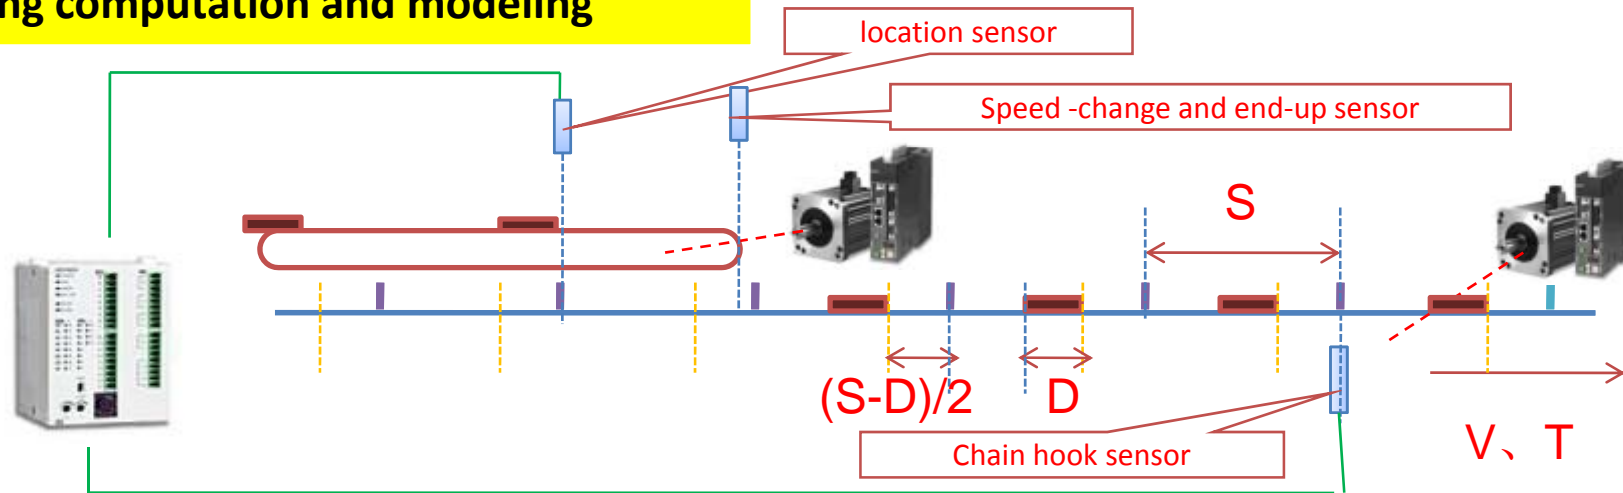 ng computation and modeling
location sensor
Speed -change and end-up sensor
S
(S-D)/2
D
Chain hook sensor
V、T